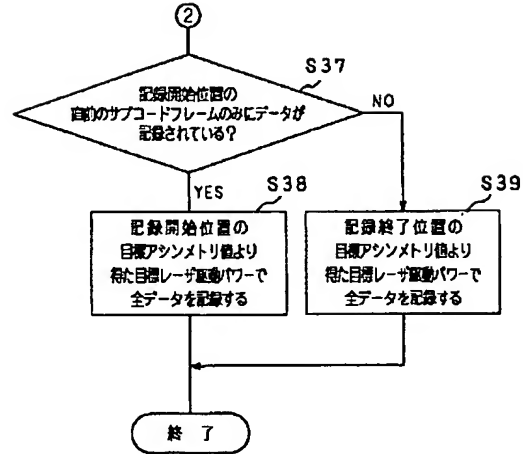 ②
S37
記録開始位置の
直前のサブコードフレームのみにデータが
記録されている？
NO
YES
S38
記録開始位置の
目標アシンメトリ値より
得た目標レーザ駆動パワーで
全データを記録する
S39
記録終了位置の
目標アシンメトリ値より
得た目標レーザ駆動パワーで
全データを記録する
終 了